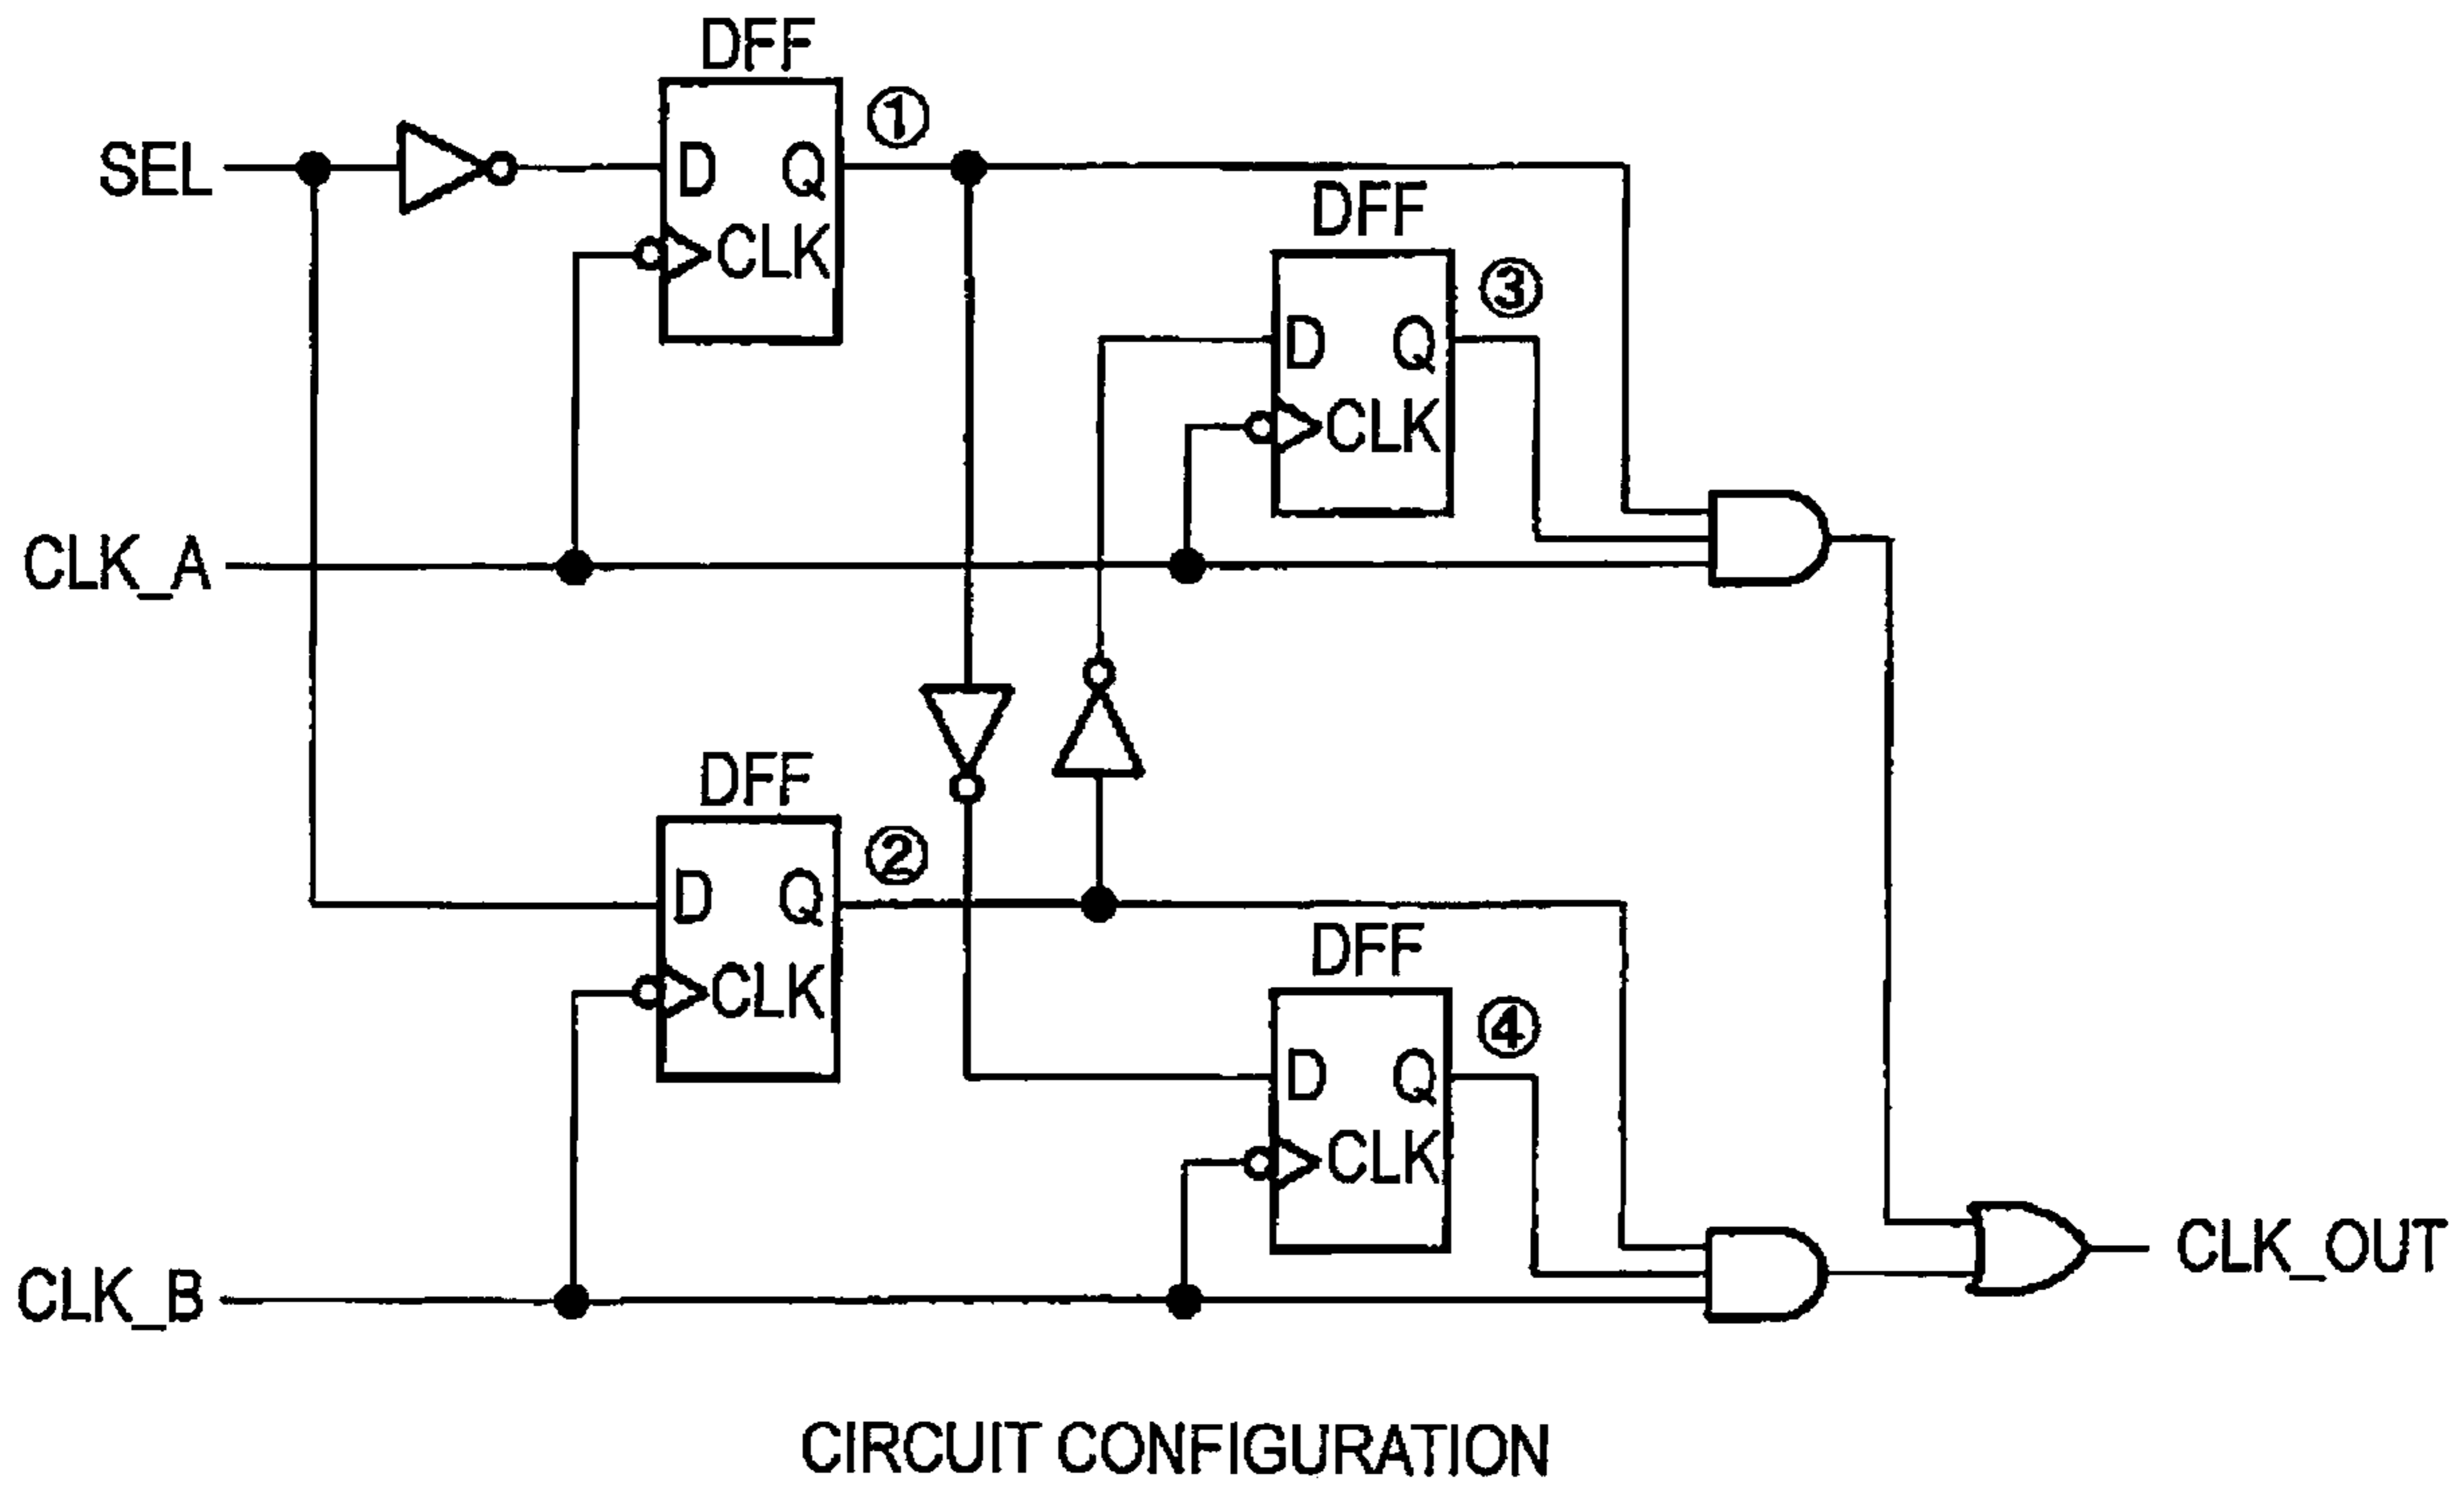 DFF
①
SEL
D Q
CLK
DFF
③
D Q
CLK
CLK_A
DFF
②
D Q
CLK
DFF
④
D Q
CLK
CLK_B
CLK_OUT
CIRCUIT CONFIGURATION